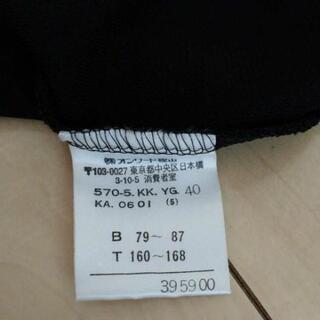 ㈱オンワード樫山
〒103-0027 東京都中央区日本橋
3-10-5 消費者室
570-5. KK. YG. 40
KA. 0601 (5)
B 79〜87
T 160〜168
395900